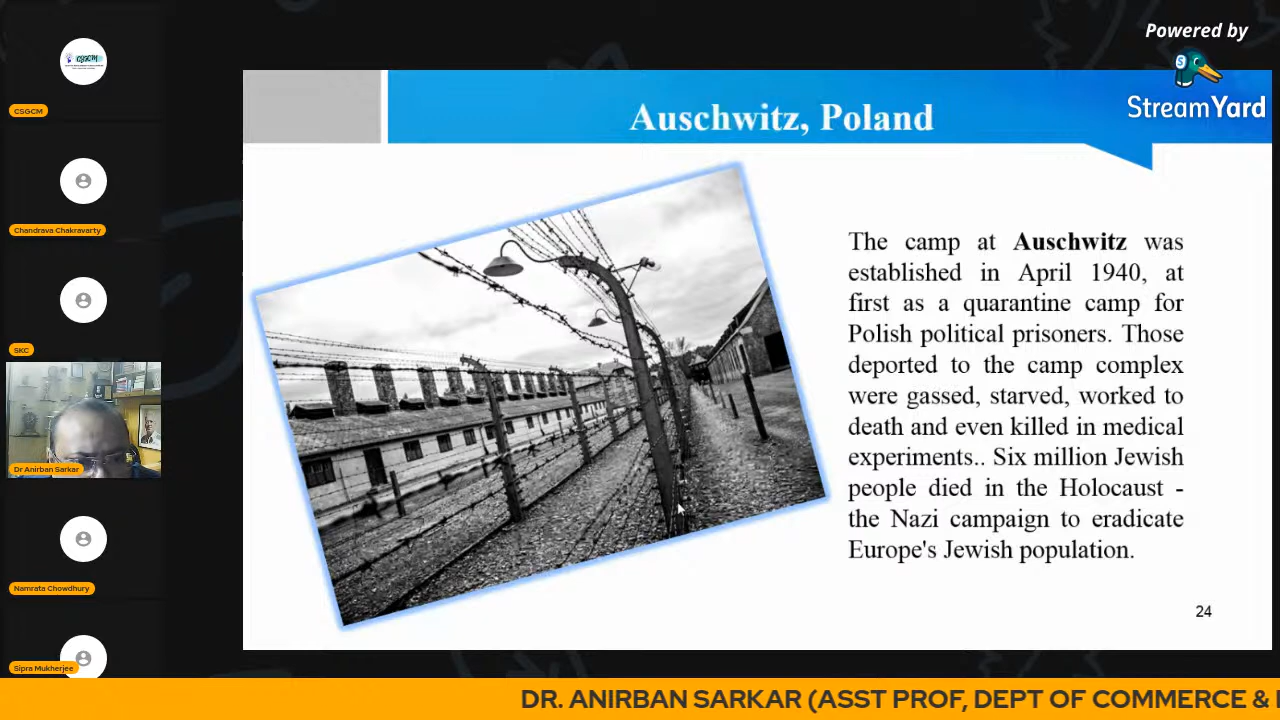 Powered by
StreamYard
CSGCM
Chandrava Chakravarty
SKC
Dr Anirban Sarkar
Namrata Chowdhury
Sipra Mukherjee
Auschwitz, Poland
The camp at Auschwitz was
established in April 1940, at
first as a quarantine camp for
Polish political prisoners. Those
deported to the camp complex
were gassed, starved, worked to
death and even killed in medical
experiments.. Six million Jewish
people died in the Holocaust -
the Nazi campaign to eradicate
Europe's Jewish population.
24
DR. ANIRBAN SARKAR (ASST PROF, DEPT OF COMMERCE &